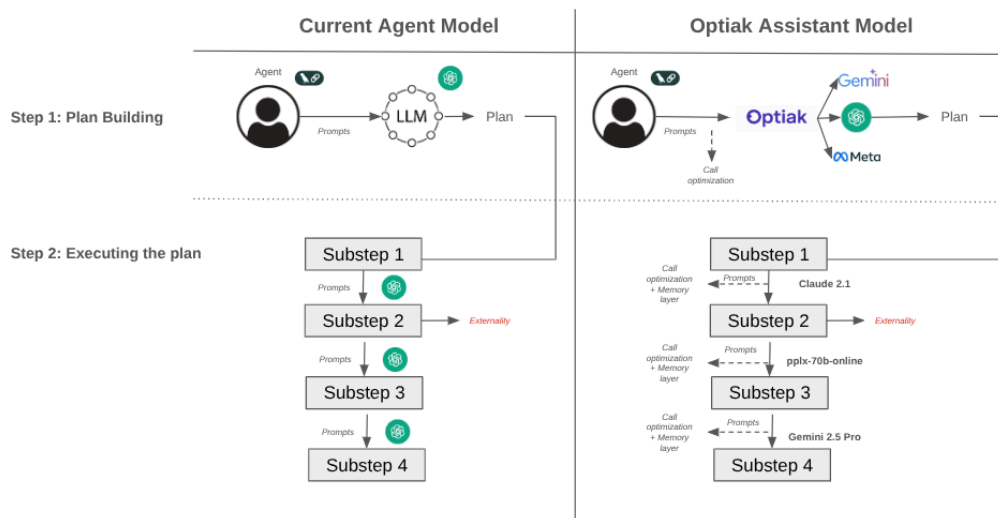 Current Agent Model
Optiak Assistant Model
Step 1: Plan Building
Agent
Prompts
LLM
Plan
Agent
Prompts
Call
optimization
Optiak
Gemini
Meta
Plan
Step 2: Executing the plan
Substep 1
Prompts
Substep 2
Externality
Prompts
Substep 3
Prompts
Substep 4
Substep 1
Call
optimization
+ Memory
layer
Prompts
Claude 2.1
Substep 2
Externality
Call
optimization
+ Memory
layer
Prompts
pplx-70b-online
Substep 3
Call
optimization
+ Memory
layer
Prompts
Gemini 2.5 Pro
Substep 4